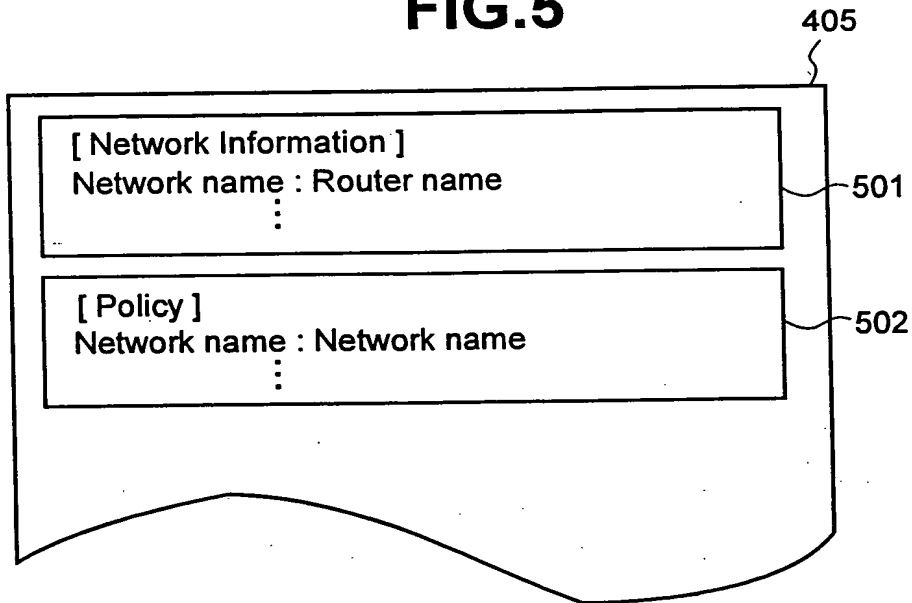 FIG.5
405
[ Network Information ]
Network name : Router name
⋮
501
[ Policy ]
Network name : Network name
⋮
502